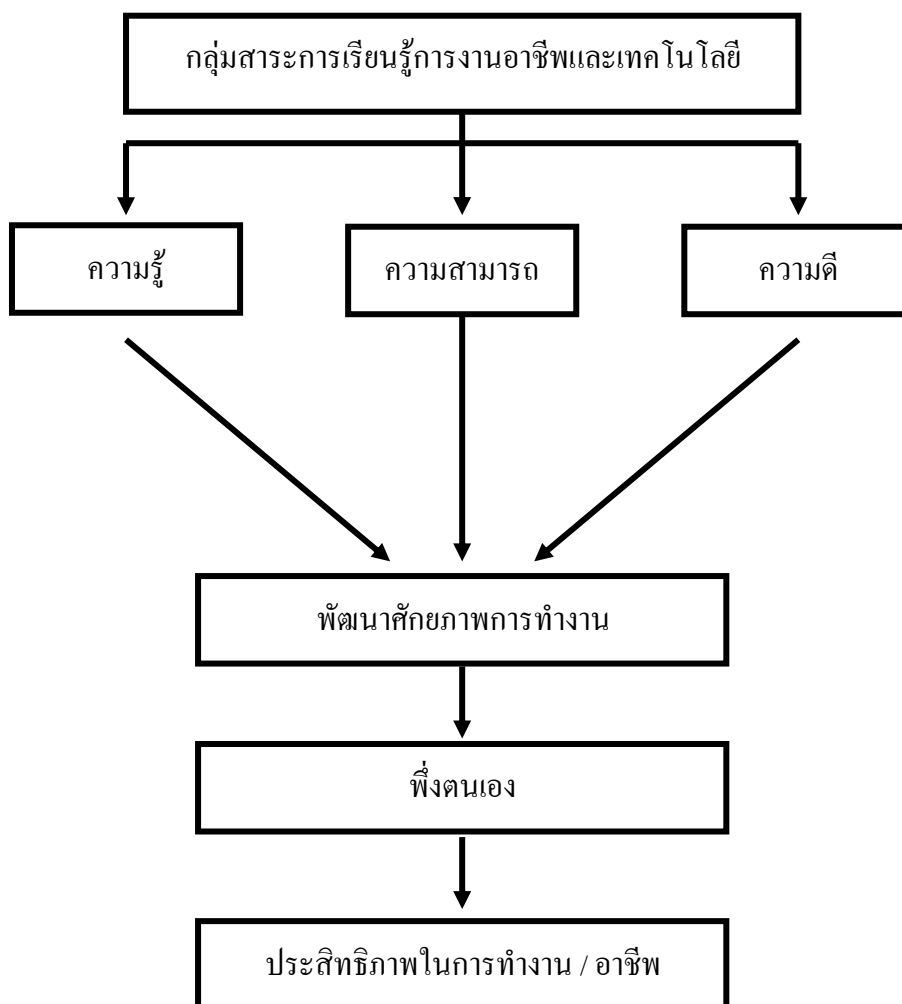 กลุ่มสาระการเรียนรู้การงานอาชีพและเทคโนโลยี
ความรู้
ความสามารถ
ความดี
พัฒนาศักยภาพการทำงาน
พึ่งตนเอง
ประสิทธิภาพในการทำงาน / อาชีพ